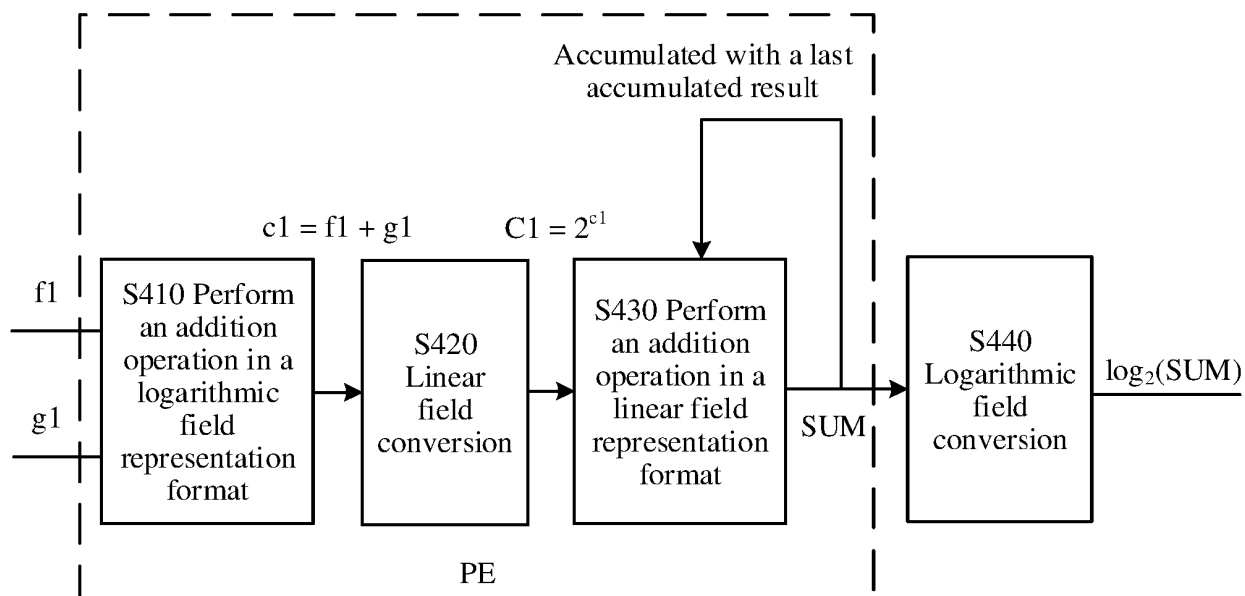 Accumulated with a last
accumulated result
c1 = f1 + g1
C1 = 2^c1
f1
g1
S410 Perform
an addition
operation in a
logarithmic
field
representation
format
S420
Linear
field
conversion
S430 Perform
an addition
operation in a
linear field
representation
format
SUM
S440
Logarithmic
field
conversion
log₂(SUM)
PE